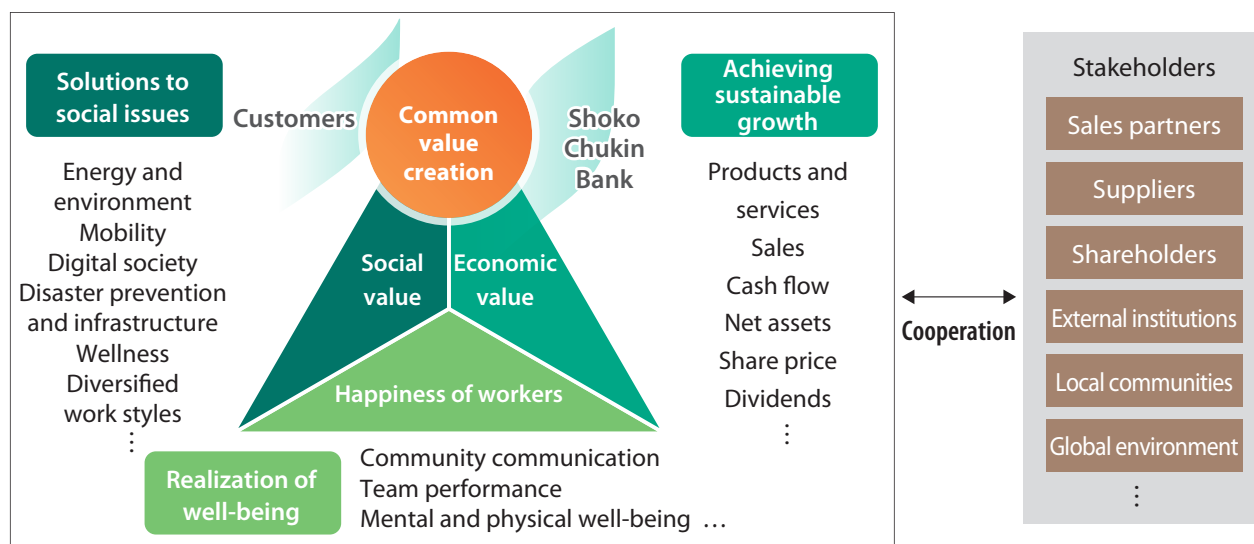 Solutions to
social issues
Energy and
environment
Mobility
Digital society
Disaster prevention
and infrastructure
Wellness
Diversified
work styles
⋮
Customers
Common
value
creation
Shoko
Chukin
Bank
Social
value
Economic
value
Happiness of workers
Achieving
sustainable
growth
Products and
services
Sales
Cash flow
Net assets
Share price
Dividends
⋮
Realization of
well-being
Community communication
Team performance
Mental and physical well-being …
Cooperation
Stakeholders
Sales partners
Suppliers
Shareholders
External institutions
Local communities
Global environment
⋮